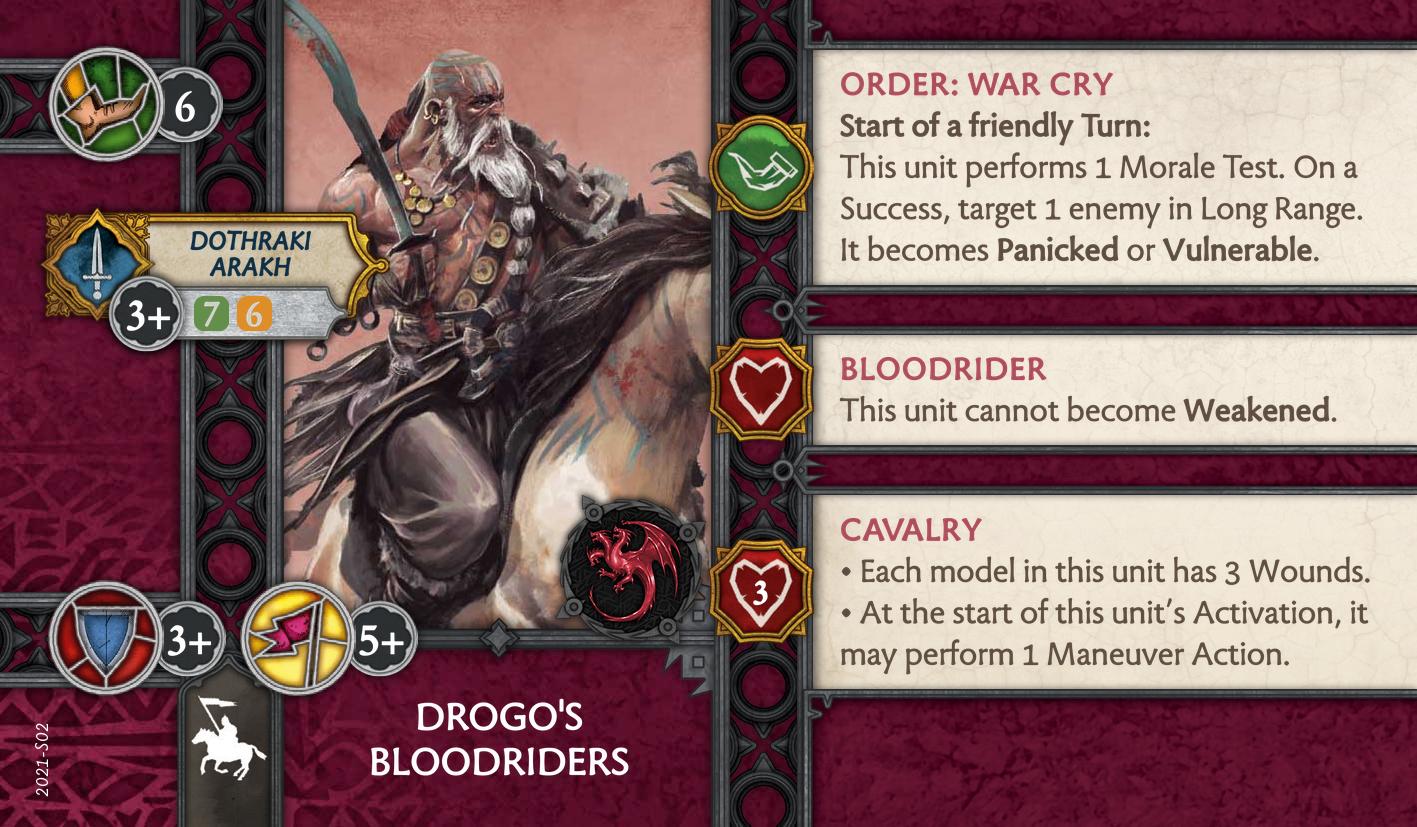 6
DOTHRAKI
ARAKH
3+ 7 6
3+ 5+
DROGO'S
BLOODRIDERS
2021-S02
ORDER: WAR CRY
Start of a friendly Turn:
This unit performs 1 Morale Test. On a
Success, target 1 enemy in Long Range.
It becomes Panicked or Vulnerable.
BLOODRIDER
This unit cannot become Weakened.
3
CAVALRY
• Each model in this unit has 3 Wounds.
• At the start of this unit's Activation, it
may perform 1 Maneuver Action.